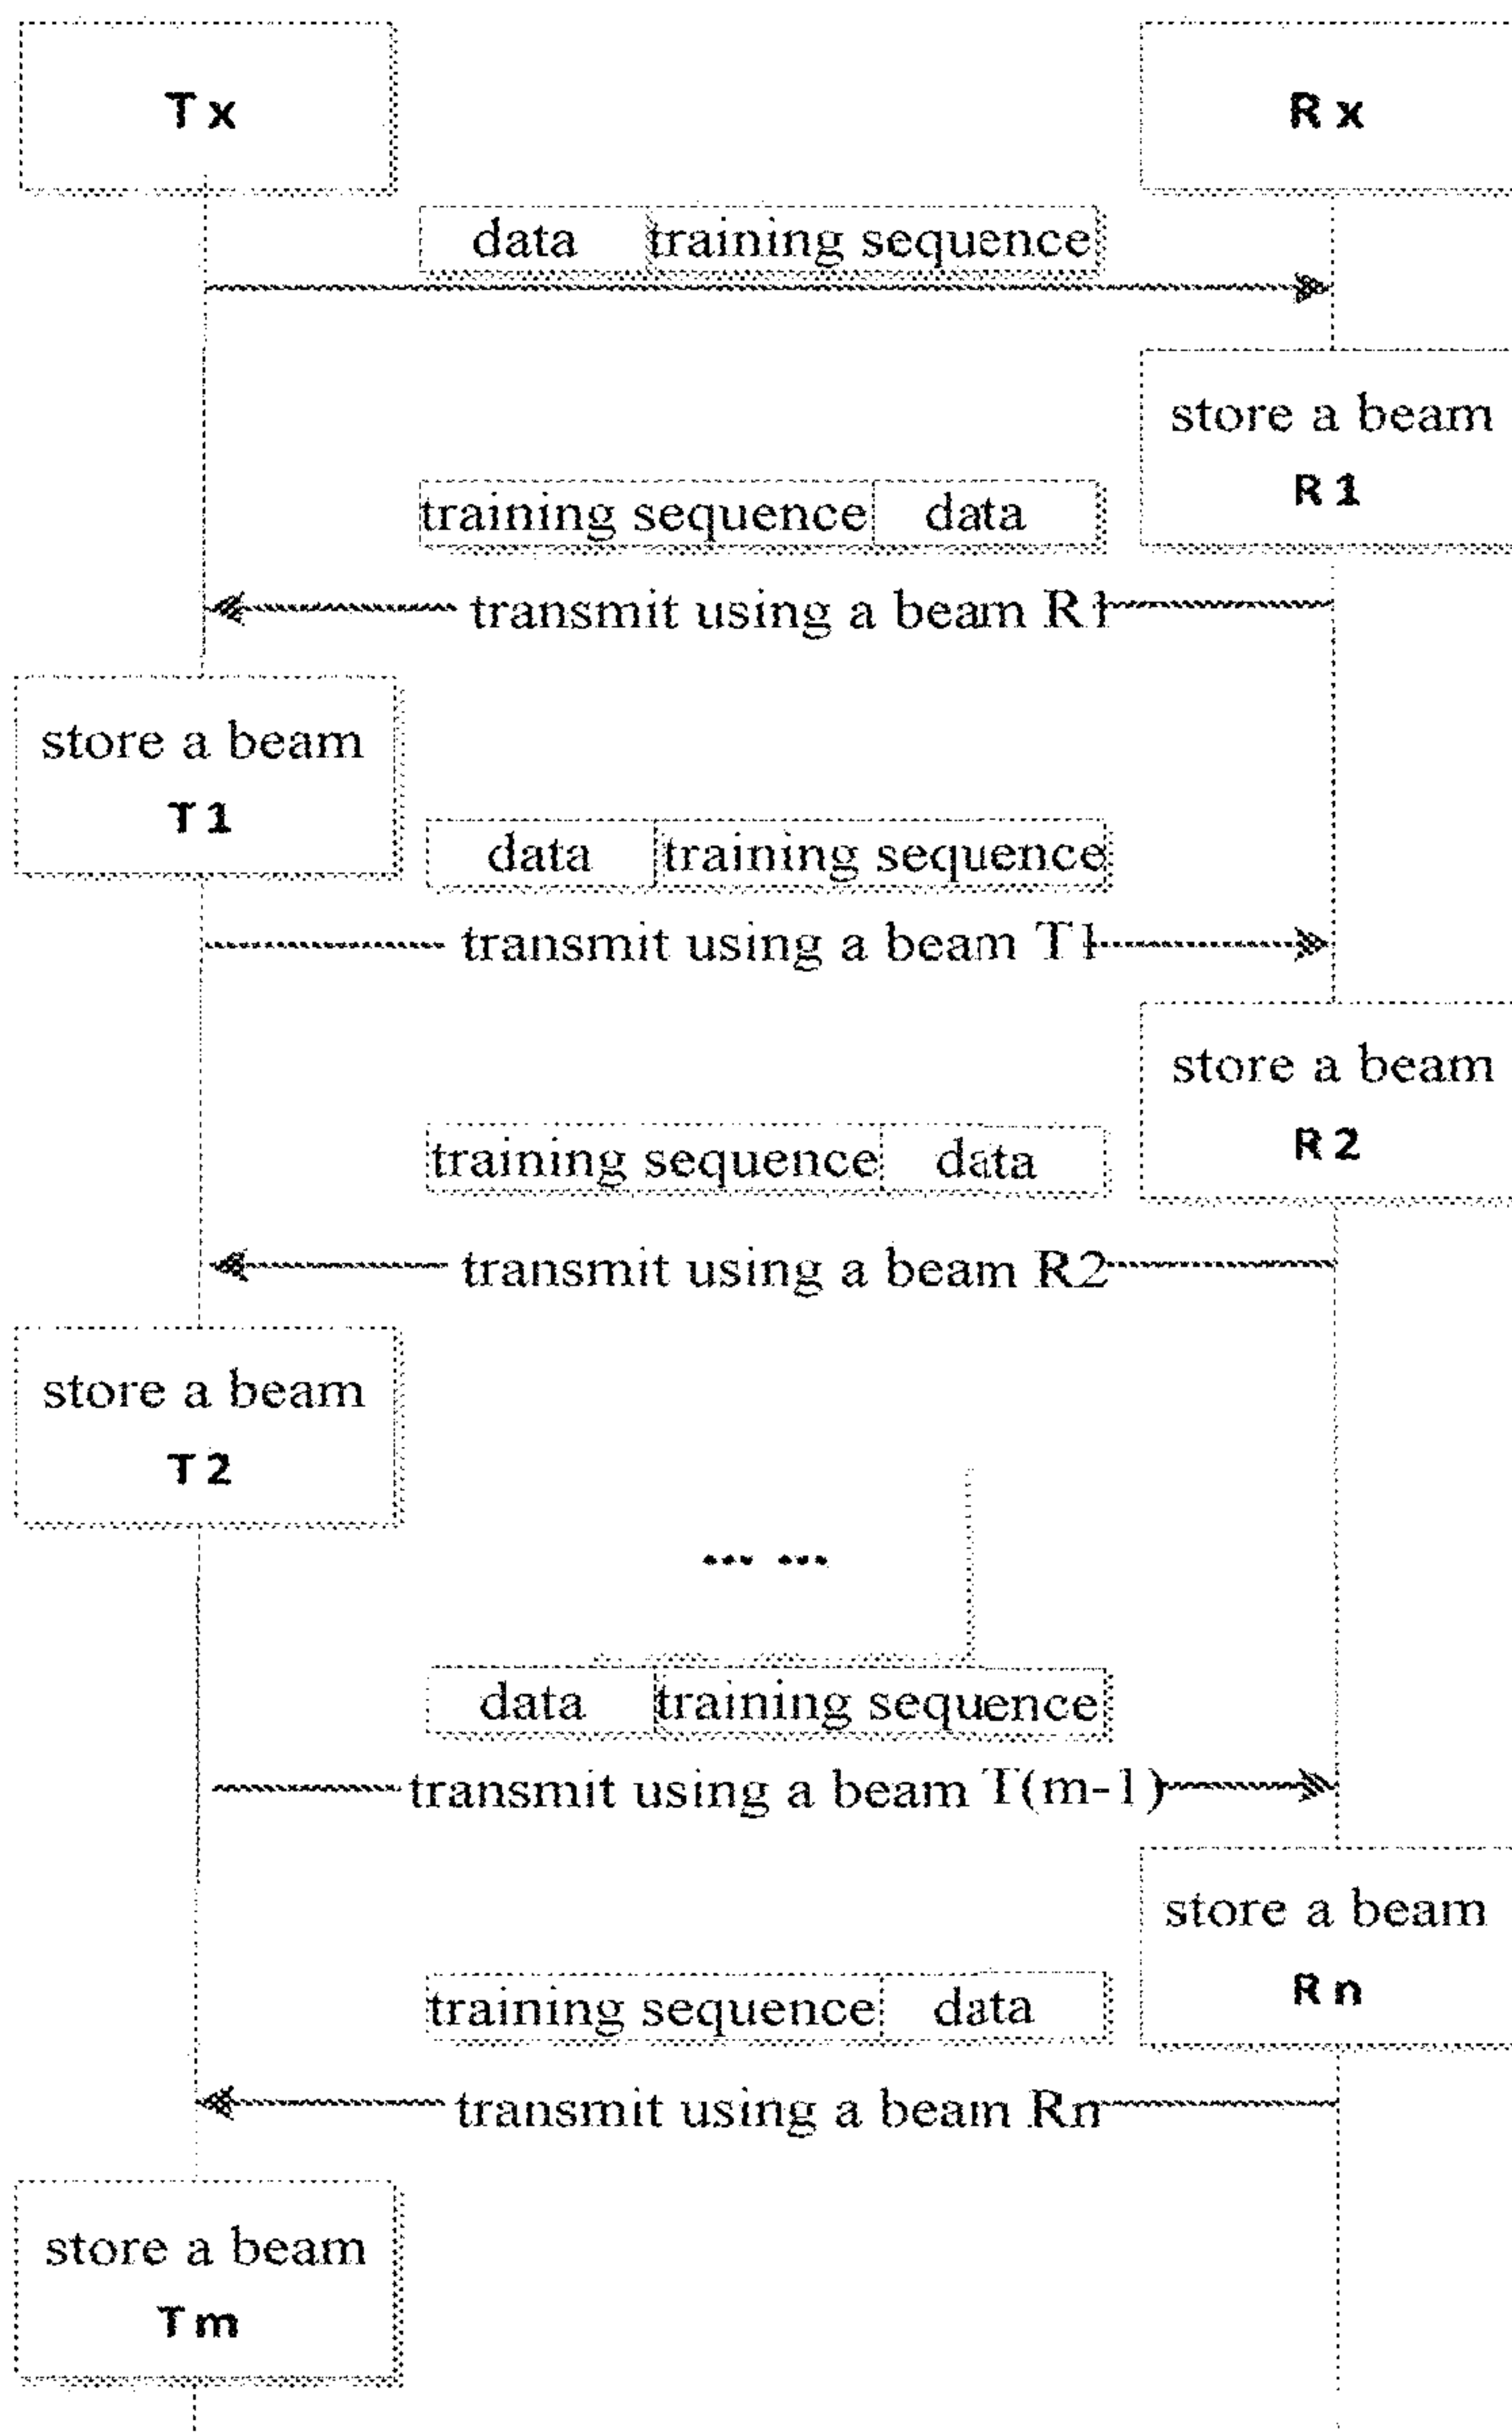 Tx
Rx
data training sequence
store a beam
R1
training sequence data
transmit using a beam R1
store a beam
T1
data training sequence
transmit using a beam T1
store a beam
R2
training sequence data
transmit using a beam R2
store a beam
T2
... ...
data training sequence
transmit using a beam T(m-1)
store a beam
Rn
training sequence data
transmit using a beam Rn
store a beam
Tm